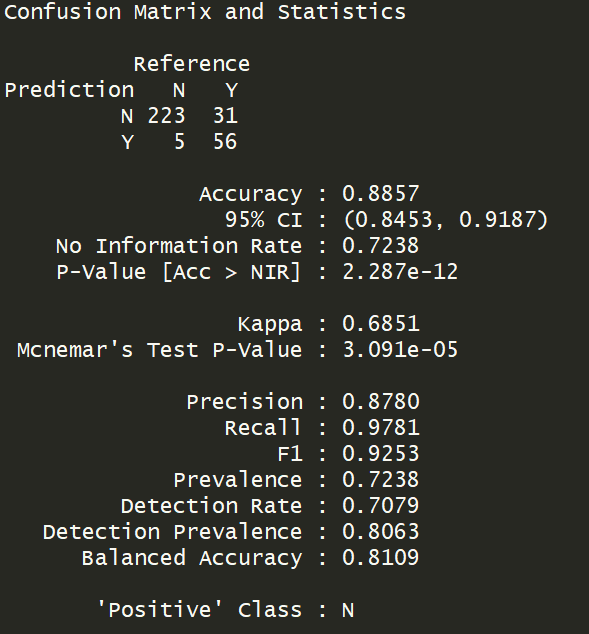 Confusion Matrix and Statistics
Reference
Prediction N Y
N 223 31
Y 5 56
Accuracy : 0.8857
95% CI : (0.8453, 0.9187)
No Information Rate : 0.7238
P-Value [Acc > NIR] : 2.287e-12
Kappa : 0.6851
Mcnemar's Test P-Value : 3.091e-05
Precision : 0.8780
Recall : 0.9781
F1 : 0.9253
Prevalence : 0.7238
Detection Rate : 0.7079
Detection Prevalence : 0.8063
Balanced Accuracy : 0.8109
'Positive' Class : N